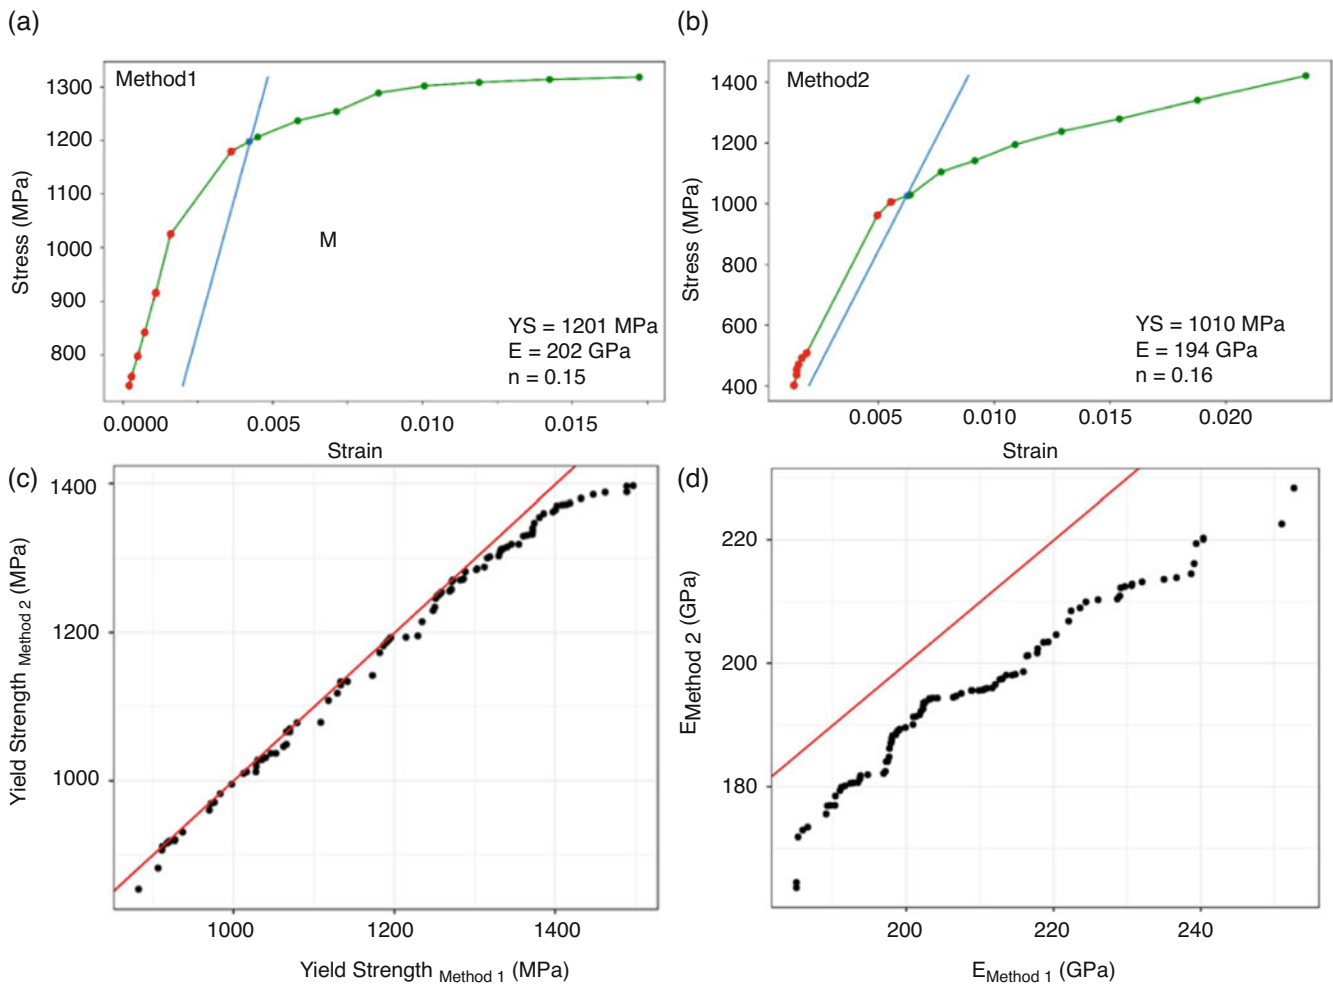 (a)
Method1
1300
1200
1100
1000
900
800
Stress (MPa)
M
YS = 1201 MPa
E = 202 GPa
n = 0.15
0.0000 0.005 0.010 0.015
Strain
(b)
Method2
1400
1200
1000
800
600
400
Stress (MPa)
YS = 1010 MPa
E = 194 GPa
n = 0.16
0.005 0.010 0.015 0.020
Strain
(c)
1400
1200
1000
Yield Strength Method 2 (MPa)
1000 1200 1400
Yield Strength Method 1 (MPa)
(d)
220
200
180
EMethod 2 (GPa)
200 220 240
EMethod 1 (GPa)